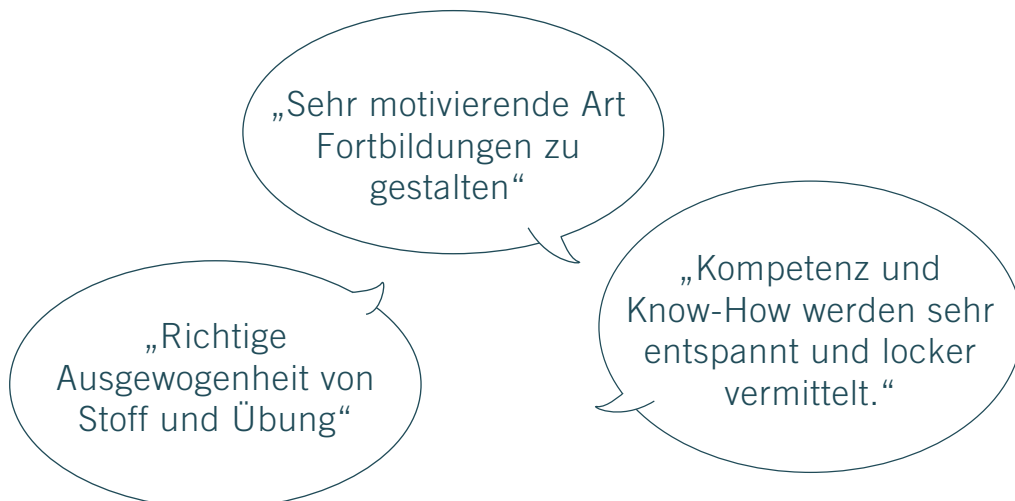 „Sehr motivierende Art
Fortbildungen zu
gestalten“
„Richtige
Ausgewogenheit von
Stoff und Übung“
„Kompetenz und
Know-How werden sehr
entspannt und locker
vermittelt.“